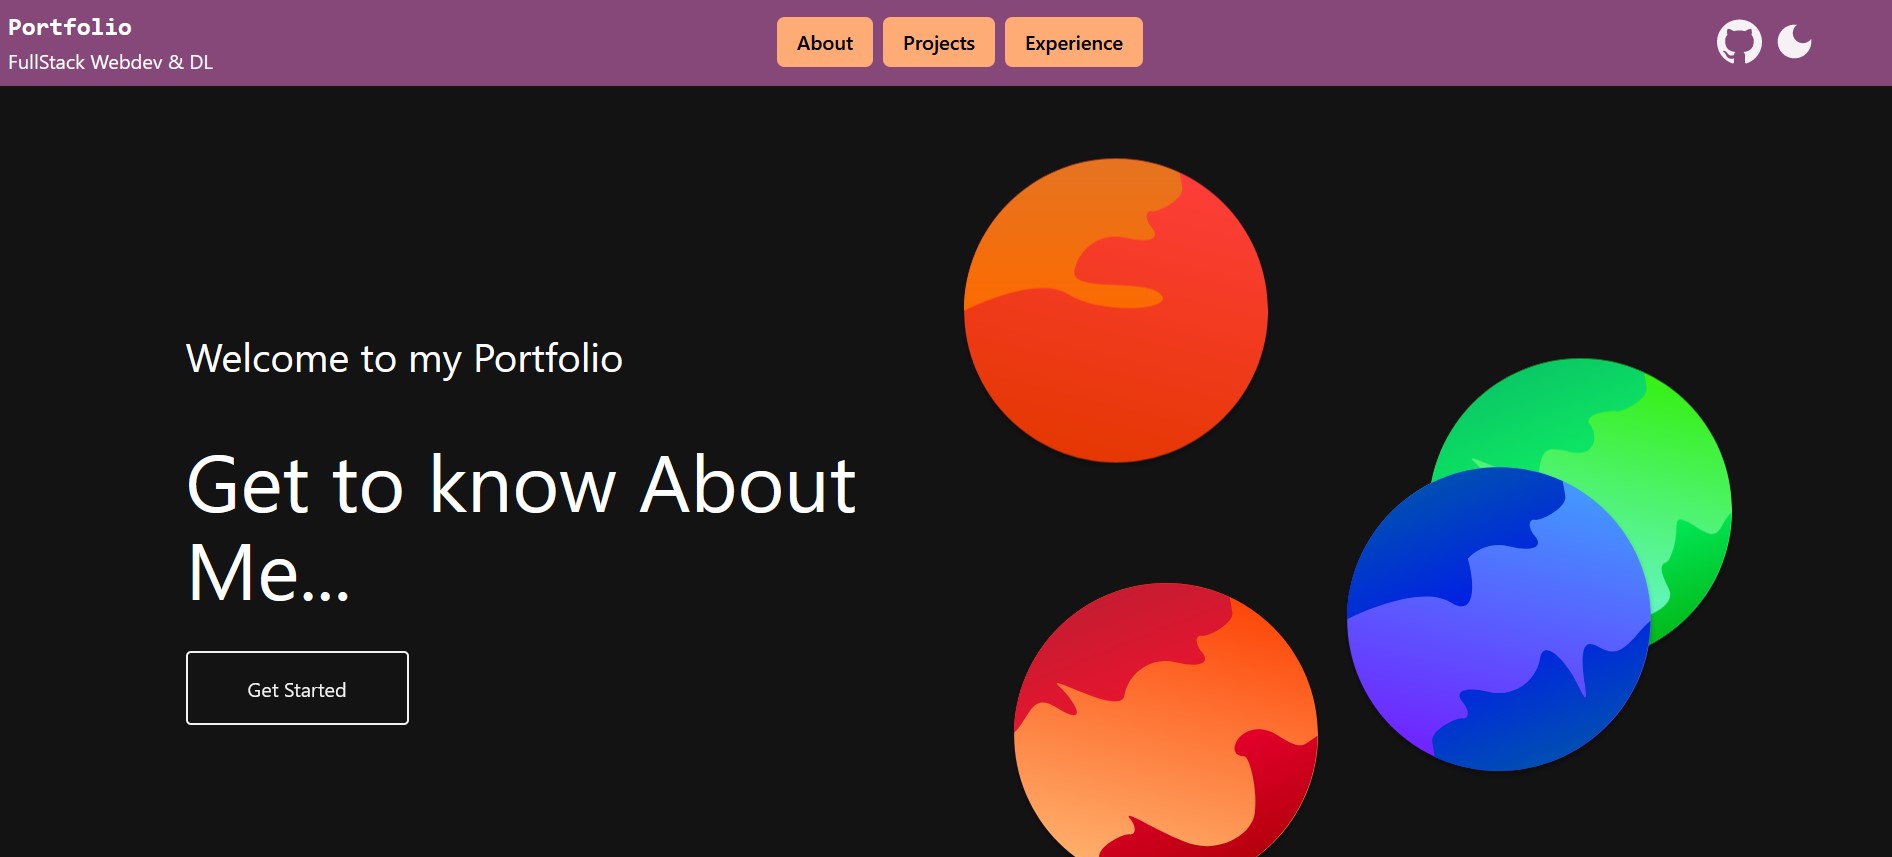 Portfolio
FullStack Webdev & DL
About
Projects
Experience
Welcome to my Portfolio
Get to know About
Me...
Get Started